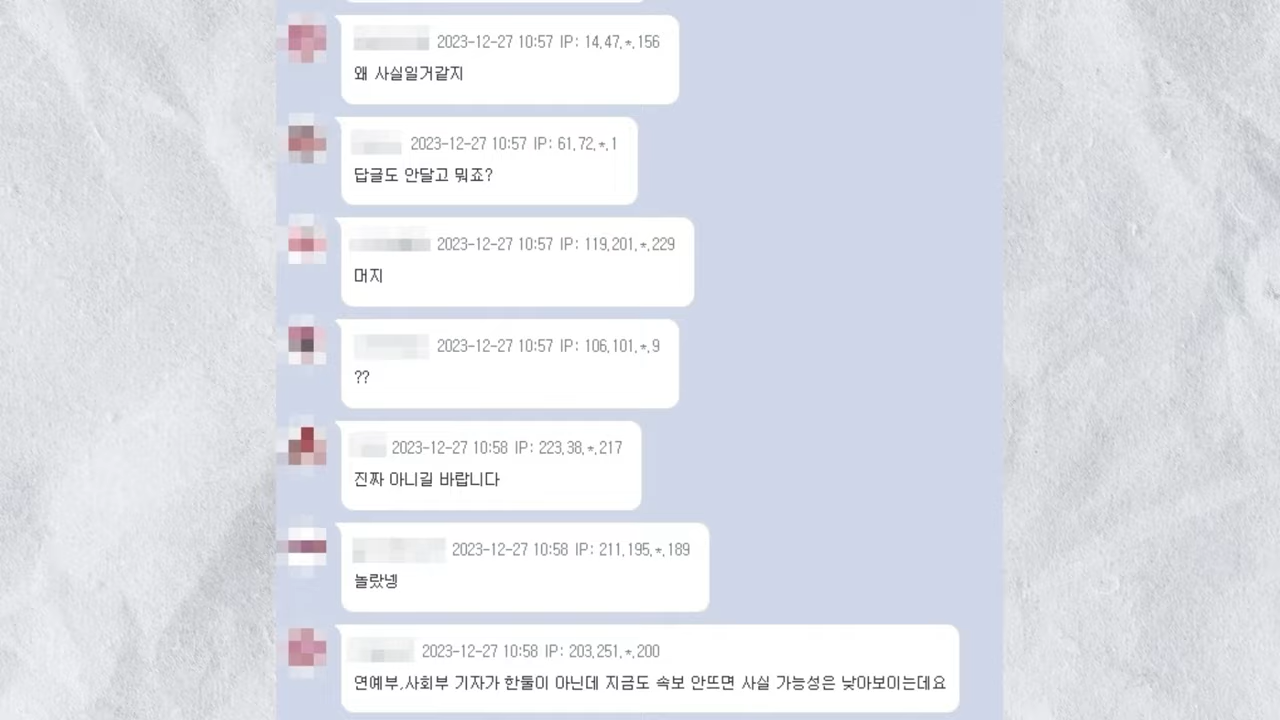 2023-12-27 10:57 IP: 14.47.*.156
왜 사실일거같지
2023-12-27 10:57 IP: 61.72.*.1
답글도 안달고 뭐죠?
2023-12-27 10:57 IP: 119.201.*.229
머지
2023-12-27 10:57 IP: 106.101.*.9
??
2023-12-27 10:58 IP: 223.38.*.217
진짜 아니길 바랍니다
2023-12-27 10:58 IP: 211.195.*.189
놀랐넹
2023-12-27 10:58 IP: 203.251.*.200
연예부,사회부 기자가 한둘이 아닌데 지금도 속보 안뜨면 사실 가능성은 낮아보이는데요